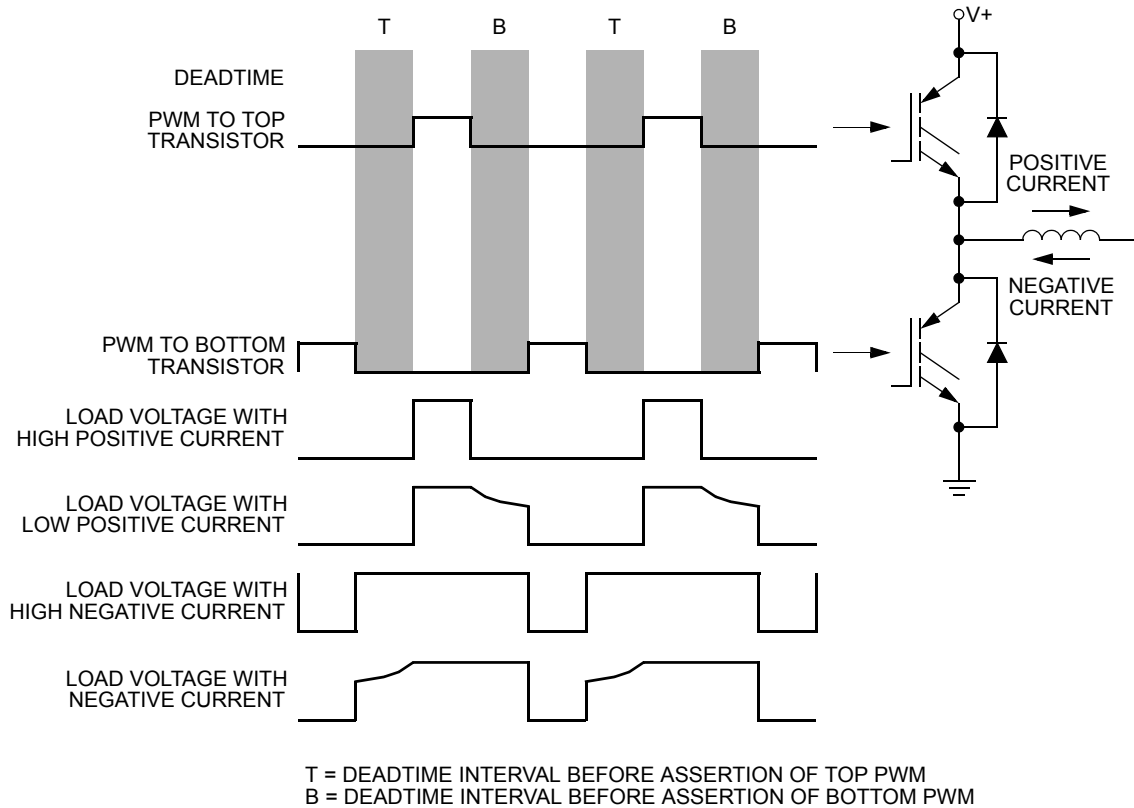 T
B
T
B
V+
DEADTIME
PWM TO TOP
TRANSISTOR
POSITIVE
CURRENT
NEGATIVE
CURRENT
PWM TO BOTTOM
TRANSISTOR
LOAD VOLTAGE WITH
HIGH POSITIVE CURRENT
LOAD VOLTAGE WITH
LOW POSITIVE CURRENT
LOAD VOLTAGE WITH
HIGH NEGATIVE CURRENT
LOAD VOLTAGE WITH
NEGATIVE CURRENT
T = DEADTIME INTERVAL BEFORE ASSERTION OF TOP PWM
B = DEADTIME INTERVAL BEFORE ASSERTION OF BOTTOM PWM